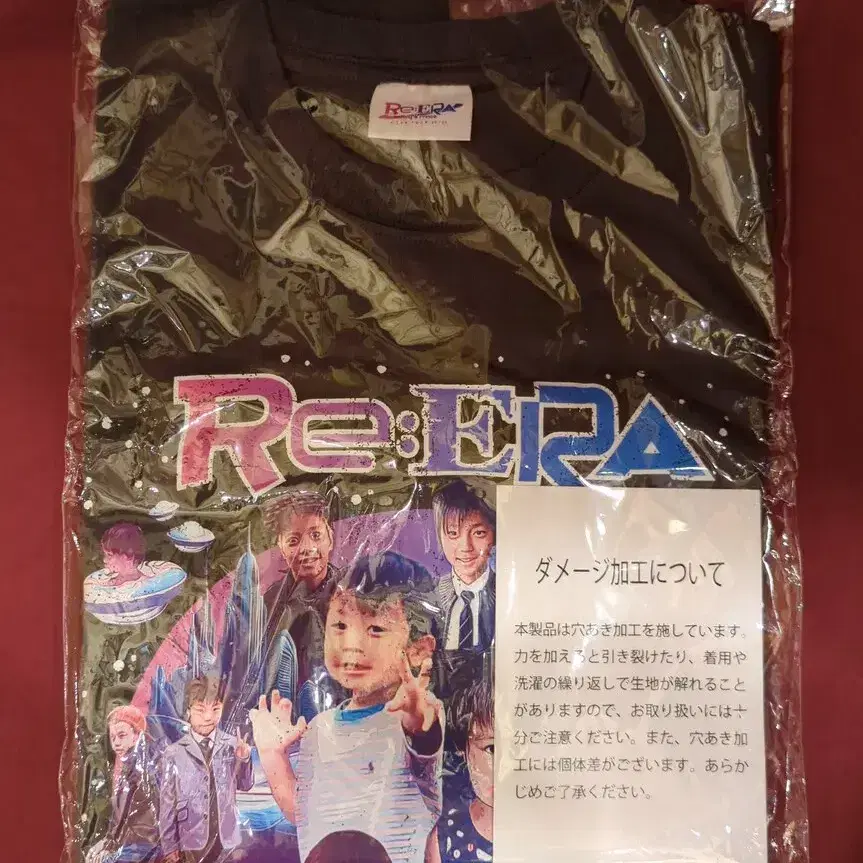 Re:ERA
Re:ERA
ダメージ加工について
本製品は穴あき加工を施しています。
力を加えると引き裂けたり、着用や
洗濯の繰り返しで生地が解れること
がありますので、お取り扱いには十
分ご注意ください。また、穴あき加
工には個体差がございます。あらか
じめご了承ください。